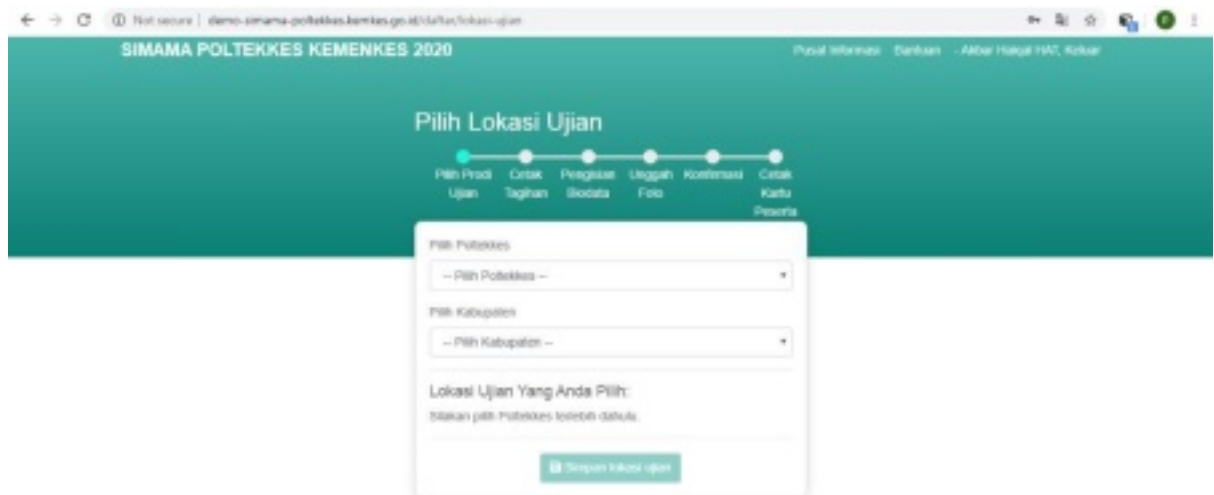 Not secure | demo-simama-poltekkes.kemkes.go.id/daftar/lokasi-ujian
SIMAMA POLTEKKES KEMENKES 2020
Pusat Informasi Bantuan - Akbar HAT, Keluar
Pilih Lokasi Ujian
Pilih Prodi Ujian
Cetak Tagihan
Pengisian Biodata
Unggah Foto
Konfirmasi
Cetak Kartu Peserta
Pilih Poltekkes
-- Pilih Poltekkes --
Pilih Kabupaten
-- Pilih Kabupaten --
Lokasi Ujian Yang Anda Pilih:
Silakan pilih Poltekkes terlebih dahulu.
Simpan lokasi ujian